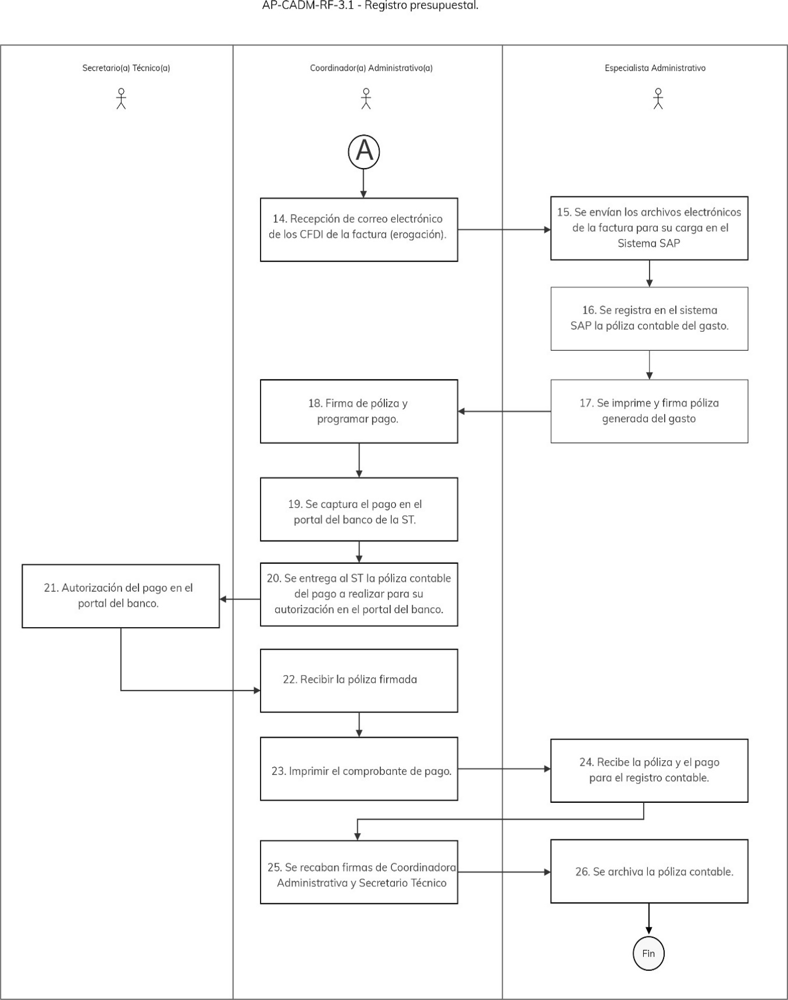 AP-CADM-RF-3.1 - Registro presupuestal.
Secretario(a) Técnico(a)
Coordinador(a) Administrativo(a)
Especialista Administrativo
A
14. Recepción de correo electrónico
de los CFDI de la factura (erogación).
15. Se envían los archivos electrónicos
de la factura para su carga en el
Sistema SAP
16. Se registra en el sistema
SAP la póliza contable del gasto.
17. Se imprime y firma póliza
generada del gasto
18. Firma de póliza y
programar pago.
19. Se captura el pago en el
portal del banco de la ST.
20. Se entrega al ST la póliza contable
del pago a realizar para su
autorización en el portal del banco.
21. Autorización del pago en el
portal del banco.
22. Recibir la póliza firmada
23. Imprimir el comprobante de pago.
24. Recibe la póliza y el pago
para el registro contable.
25. Se recaban firmas de Coordinadora
Administrativa y Secretario Técnico
26. Se archiva la póliza contable.
Fin